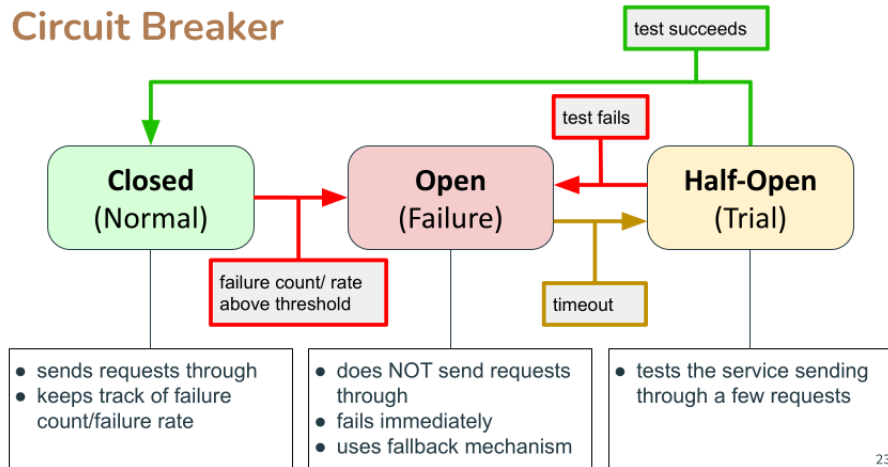 Circuit Breaker
test succeeds
test fails
Closed
(Normal)
Open
(Failure)
Half-Open
(Trial)
failure count/ rate
above threshold
timeout
● sends requests through
● keeps track of failure
count/failure rate
● does NOT send requests
through
● fails immediately
● uses fallback mechanism
● tests the service sending
through a few requests
23